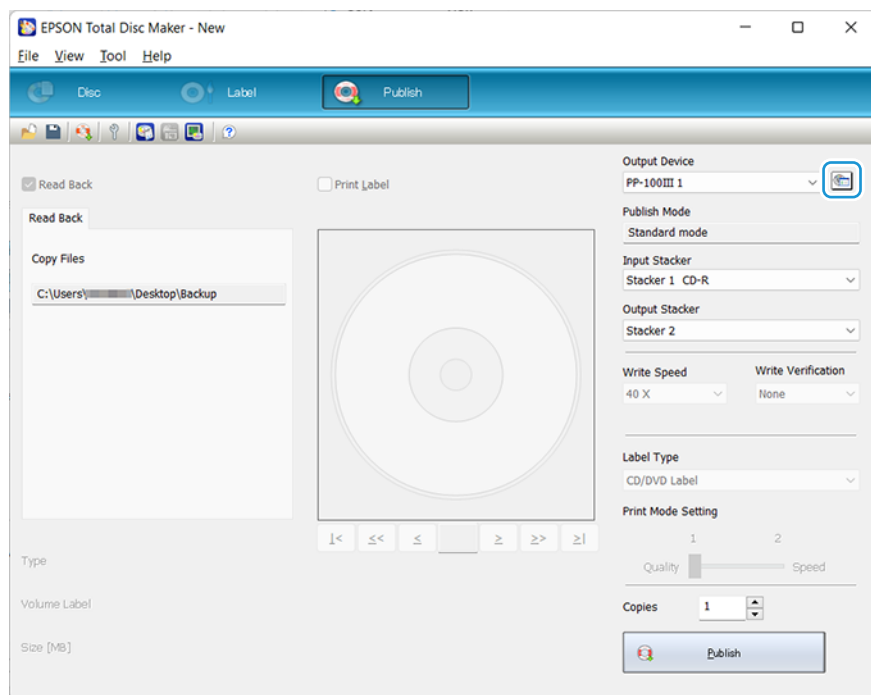 EPSON Total Disc Maker - New
File View Tool Help
Disc Label Publish
Read Back
Print Label
Read Back
Copy Files
C:\Users\ \Desktop\Backup
|< << < > >> >|
Type
Volume Label
Size [MB]
Output Device
PP-100III 1
Publish Mode
Standard mode
Input Stacker
Stacker 1 CD-R
Output Stacker
Stacker 2
Write Speed Write Verification
40 X None
Label Type
CD/DVD Label
Print Mode Setting
1 2
Quality Speed
Copies 1
Publish